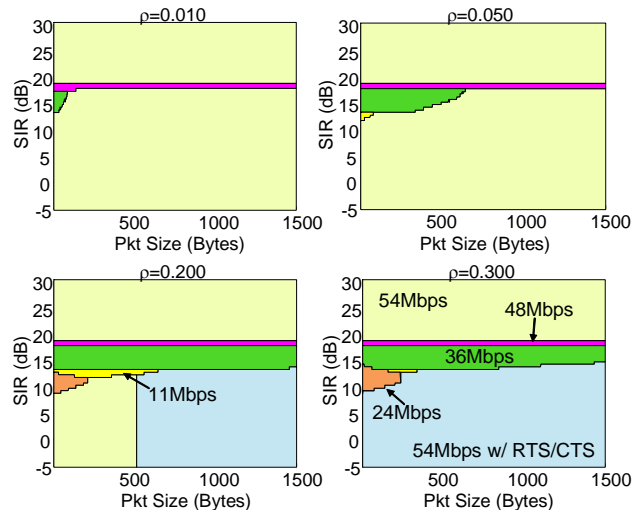 ρ=0.010
30
25
20
15
10
5
0
-5
SIR (dB)
500
1000
1500
Pkt Size (Bytes)
ρ=0.050
30
25
20
15
10
5
0
-5
SIR (dB)
500
1000
1500
Pkt Size (Bytes)
ρ=0.200
30
25
20
15
10
5
0
-5
SIR (dB)
11Mbps
500
1000
1500
Pkt Size (Bytes)
ρ=0.300
30
25
20
15
10
5
0
-5
SIR (dB)
54Mbps
48Mbps
36Mbps
24Mbps
54Mbps w/ RTS/CTS
500
1000
1500
Pkt Size (Bytes)